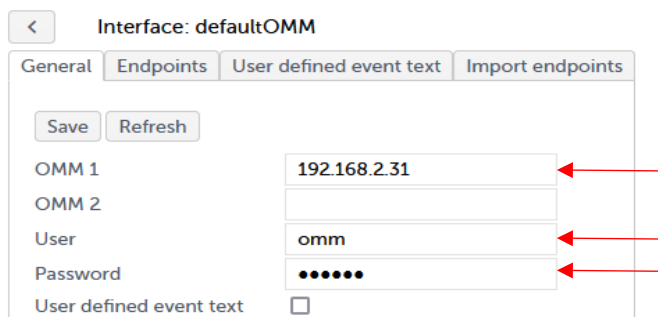 < Interface: defaultOMM
General Endpoints User defined event text Import endpoints
Save Refresh
OMM 1 192.168.2.31
OMM 2
User omm
Password ●●●●●●
User defined event text